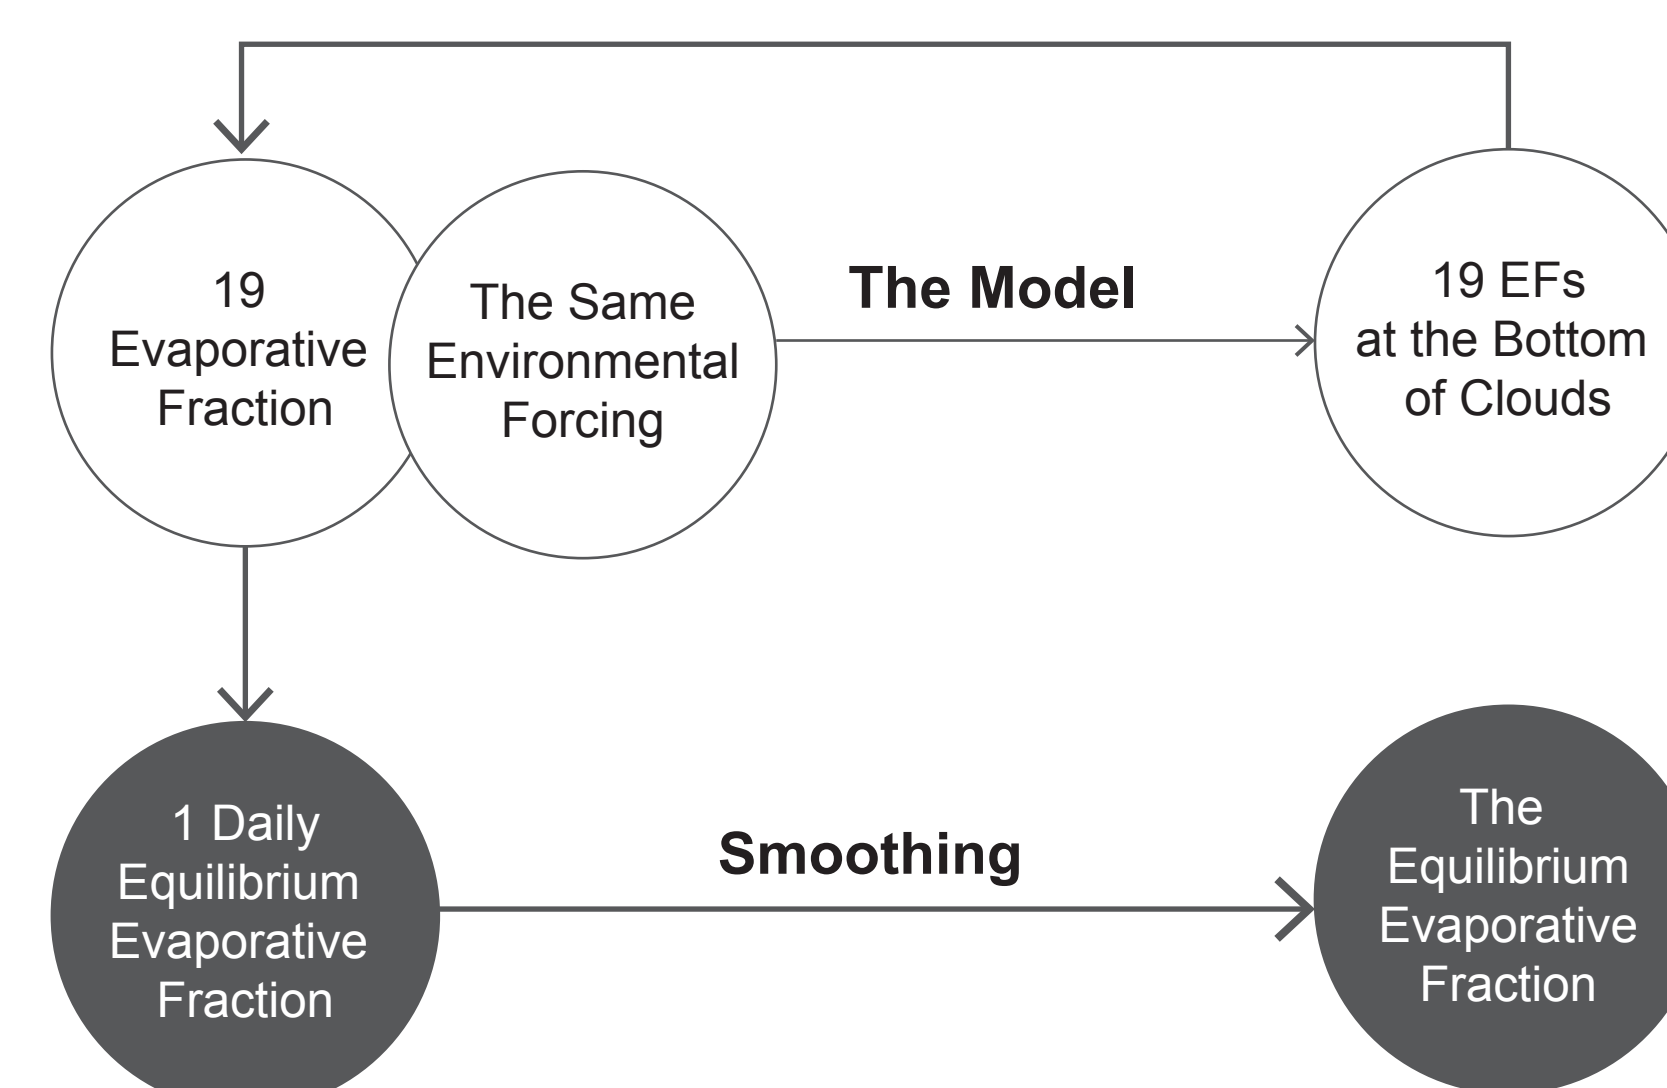 19
Evaporative
Fraction
The Same
Environmental
Forcing
The Model
19 EFs
at the Bottom
of Clouds
1 Daily
Equilibrium
Evaporative
Fraction
Smoothing
The
Equilibrium
Evaporative
Fraction